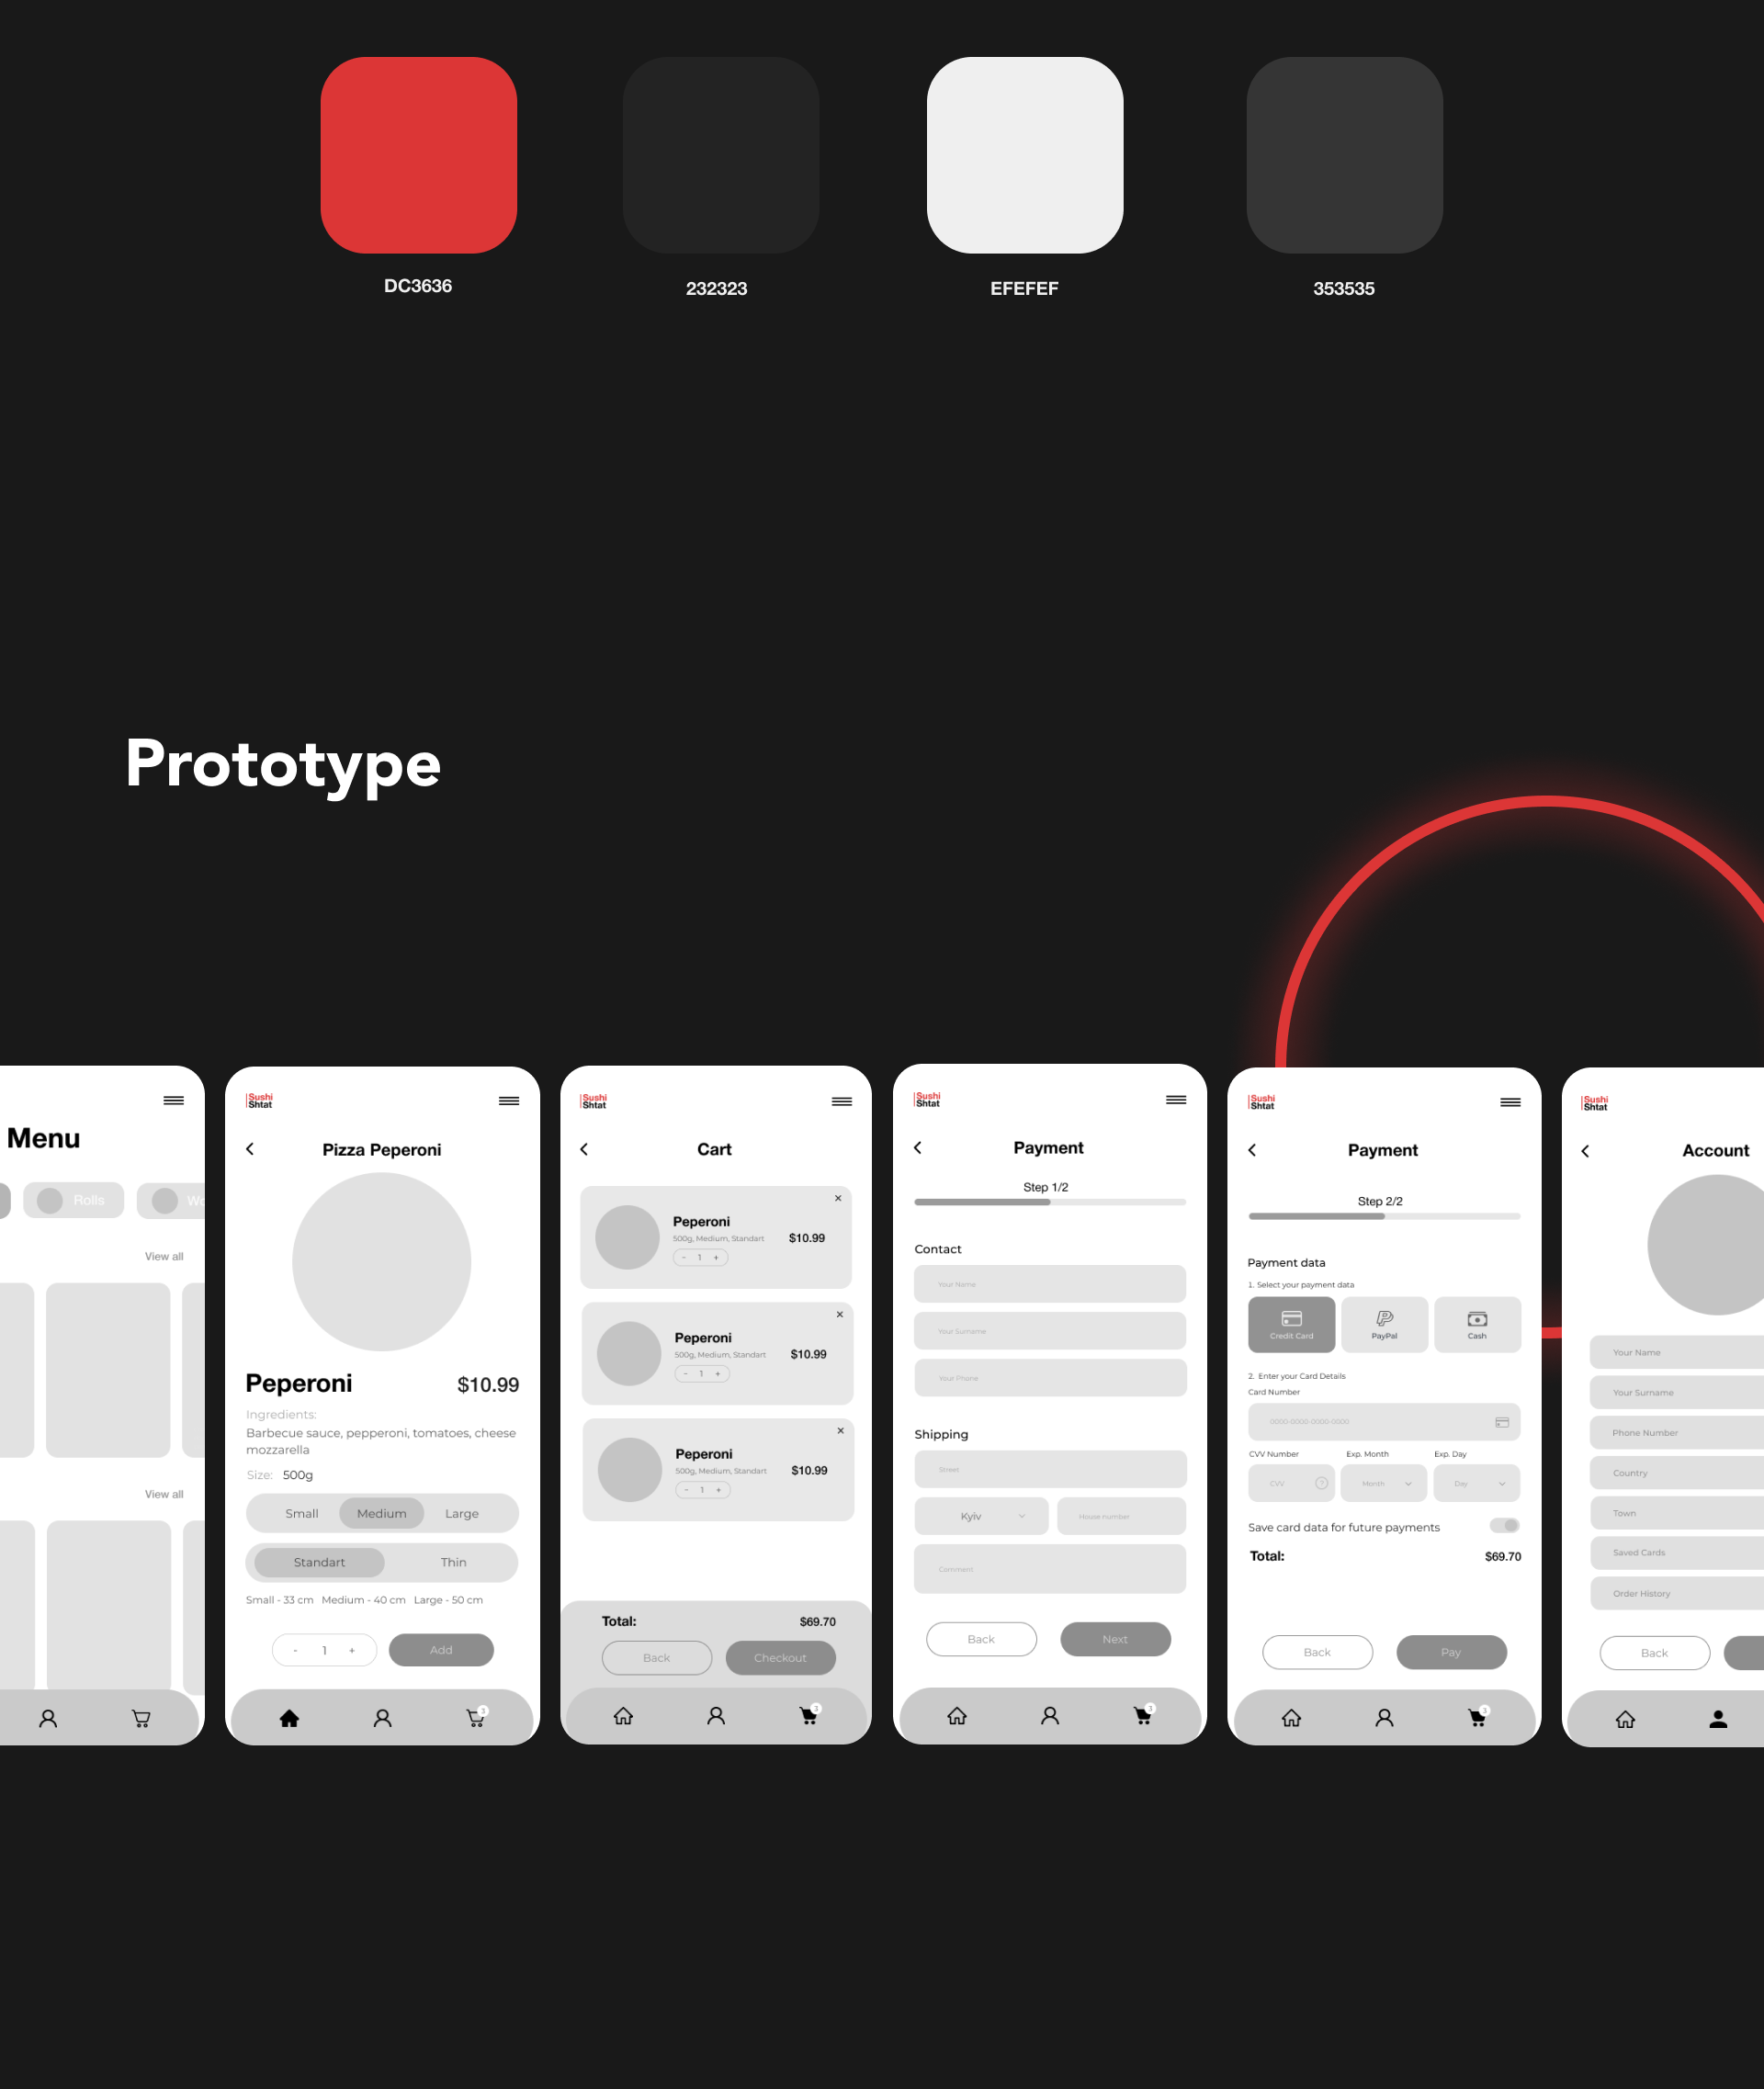 DC3636
232323
EFEFEF
353535
Prototype
Menu
Rolls
View all
View all
Sushi
Shtat
Pizza Peperoni
Peperoni
$10.99
Ingredients:
Barbecue sauce, pepperoni, tomatoes, cheese
mozzarella
Size: 500g
Small Medium Large
Standart Thin
Small - 33 cm Medium - 40 cm Large - 50 cm
- 1 +
Add
3
Sushi
Shtat
Cart
×
Peperoni
500g, Medium, Standart
$10.99
- 1 +
×
Peperoni
500g, Medium, Standart
$10.99
- 1 +
×
Peperoni
500g, Medium, Standart
$10.99
- 1 +
Total: $69.70
Back
Checkout
3
Sushi
Shtat
Payment
Step 1/2
Contact
Your Name
Your Surname
Your Phone
Shipping
Street
Kyiv
House number
Comment
Back
Next
3
Sushi
Shtat
Payment
Step 2/2
Payment data
1. Select your payment data
Credit Card
PayPal
Cash
2. Enter your Card Details
Card Number
0000-0000-0000-0000
CVV Number Exp. Month Exp. Day
CVV ?
Month
Day
Save card data for future payments
Total: $69.70
Back
Pay
3
Sushi
Shtat
Account
Your Name
Your Surname
Phone Number
Country
Town
Saved Cards
Order History
Back